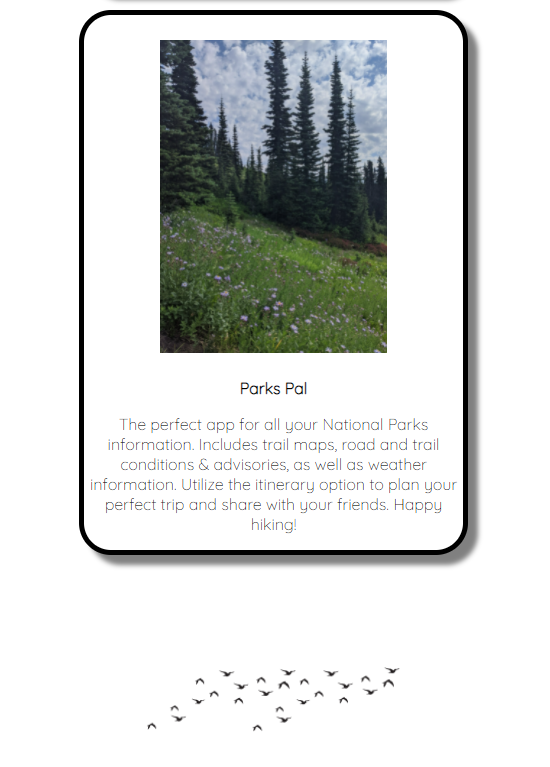 Parks Pal
The perfect app for all your National Parks
information. Includes trail maps, road and trail
conditions & advisories, as well as weather
information. Utilize the itinerary option to plan your
perfect trip and share with your friends. Happy
hiking!